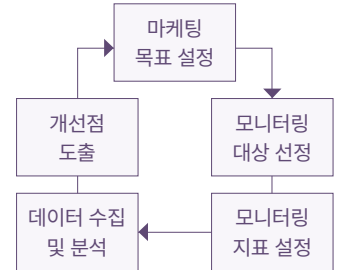 마케팅
목표 설정
모니터링
대상 선정
모니터링
지표 설정
데이터 수집
및 분석
개선점
도출